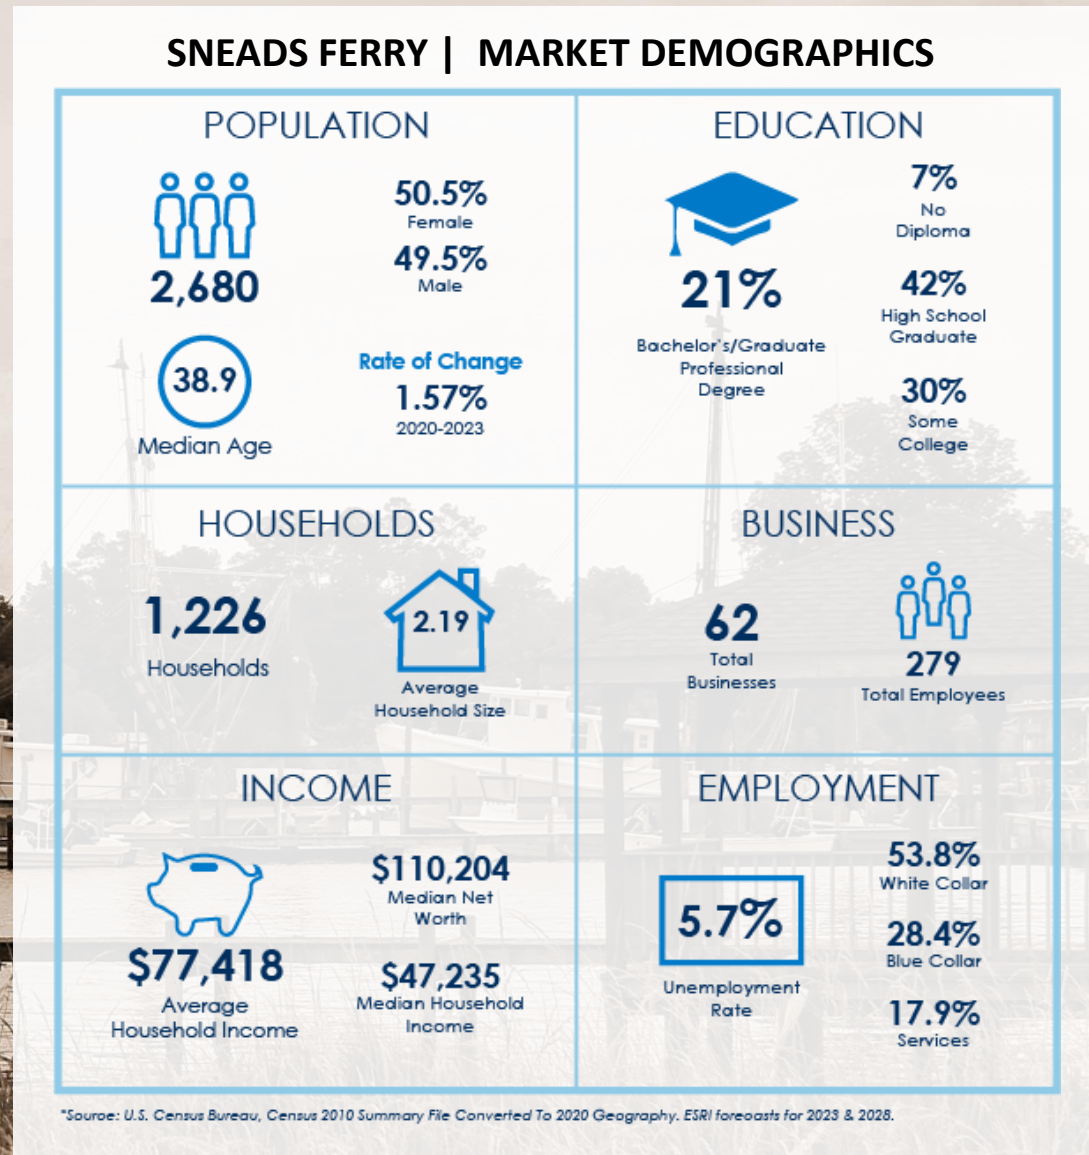 SNEADS FERRY | MARKET DEMOGRAPHICS
POPULATION
2,680
50.5%
Female
49.5%
Male
38.9
Median Age
Rate of Change
1.57%
2020-2023
EDUCATION
21%
Bachelor's/Graduate
Professional
Degree
7%
No
Diploma
42%
High School
Graduate
30%
Some
College
HOUSEHOLDS
1,226
Households
2.19
Average
Household Size
BUSINESS
62
Total
Businesses
279
Total Employees
INCOME
$77,418
Average
Household Income
$110,204
Median Net
Worth
$47,235
Median Household
Income
EMPLOYMENT
5.7%
Unemployment
Rate
53.8%
White Collar
28.4%
Blue Collar
17.9%
Services
*Source: U.S. Census Bureau, Census 2010 Summary File Converted To 2020 Geography. ESRI forecasts for 2023 & 2028.